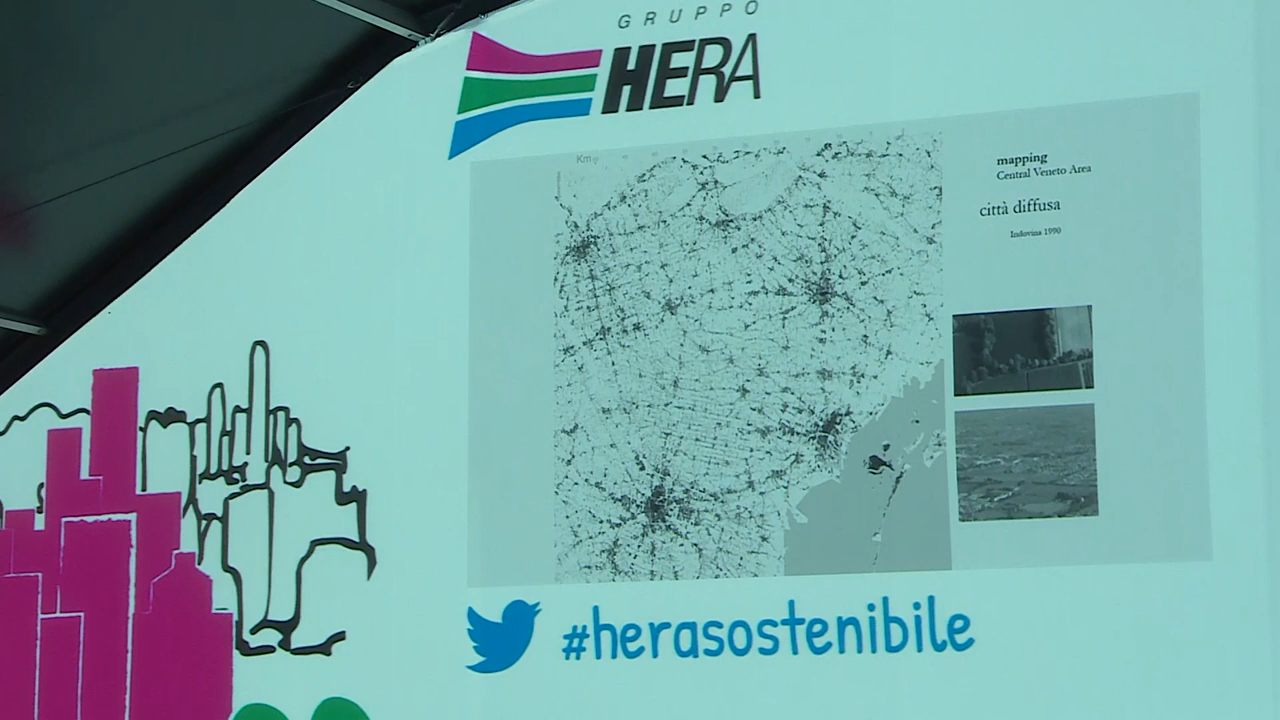 GRUPPO
HERA
Km
mapping
Central Veneto Area
città diffusa
Indovina 1990
#herasostenibile